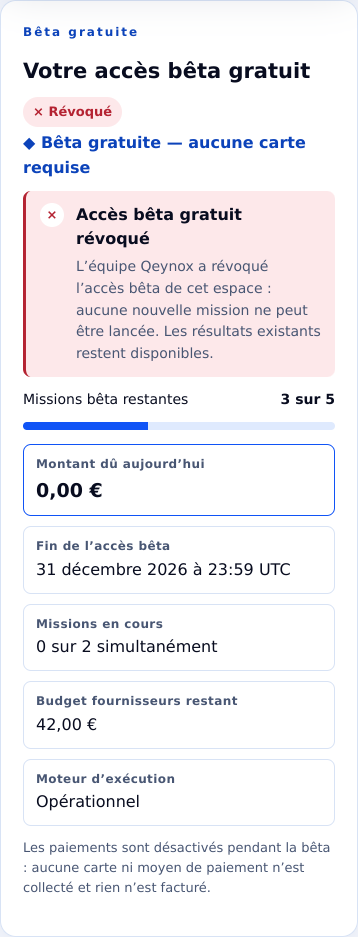 Bêta gratuite
Votre accès bêta gratuit
× Révoqué
◆ Bêta gratuite — aucune carte
requise
×
Accès bêta gratuit
révoqué
L’équipe Qeynox a révoqué
l’accès bêta de cet espace :
aucune nouvelle mission ne peut
être lancée. Les résultats existants
restent disponibles.
Missions bêta restantes 3 sur 5
Montant dû aujourd’hui
0,00 €
Fin de l’accès bêta
31 décembre 2026 à 23:59 UTC
Missions en cours
0 sur 2 simultanément
Budget fournisseurs restant
42,00 €
Moteur d’exécution
Opérationnel
Les paiements sont désactivés pendant la bêta
: aucune carte ni moyen de paiement n’est
collecté et rien n’est facturé.